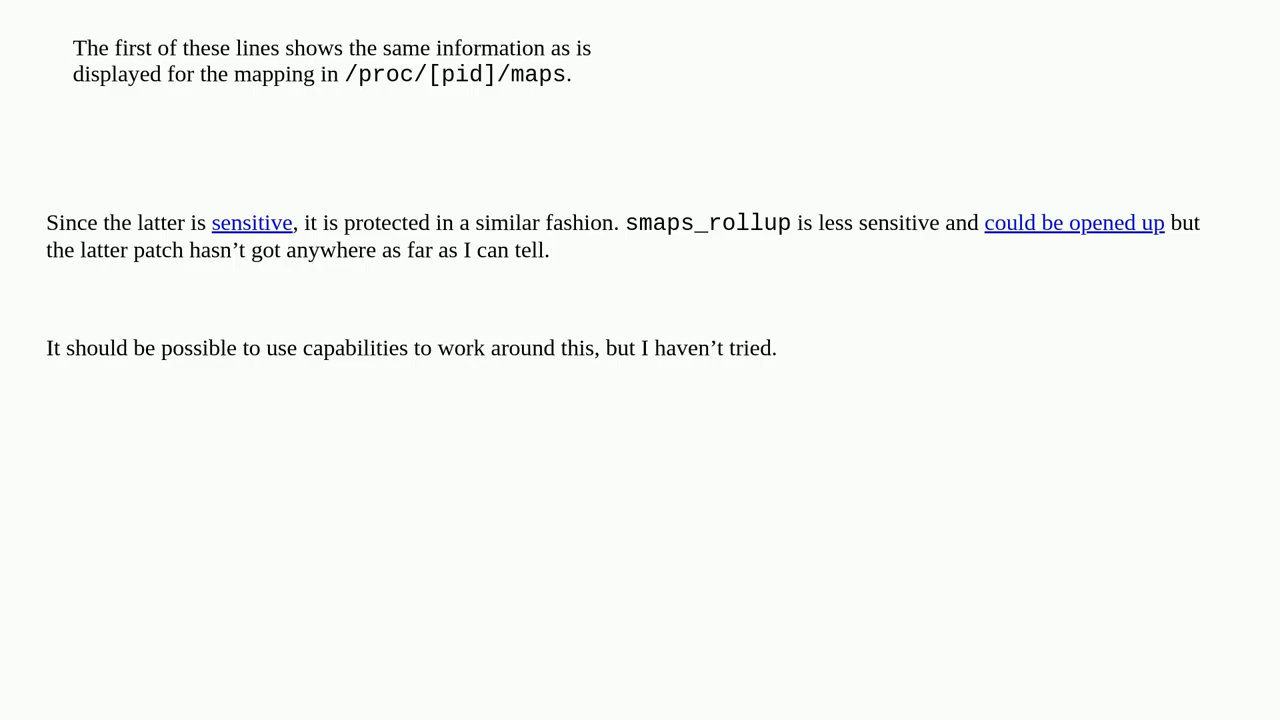 The first of these lines shows the same information as is
displayed for the mapping in /proc/[pid]/maps.
Since the latter is sensitive, it is protected in a similar fashion. smaps_rollup is less sensitive and could be opened up but
the latter patch hasn’t got anywhere as far as I can tell.
It should be possible to use capabilities to work around this, but I haven’t tried.